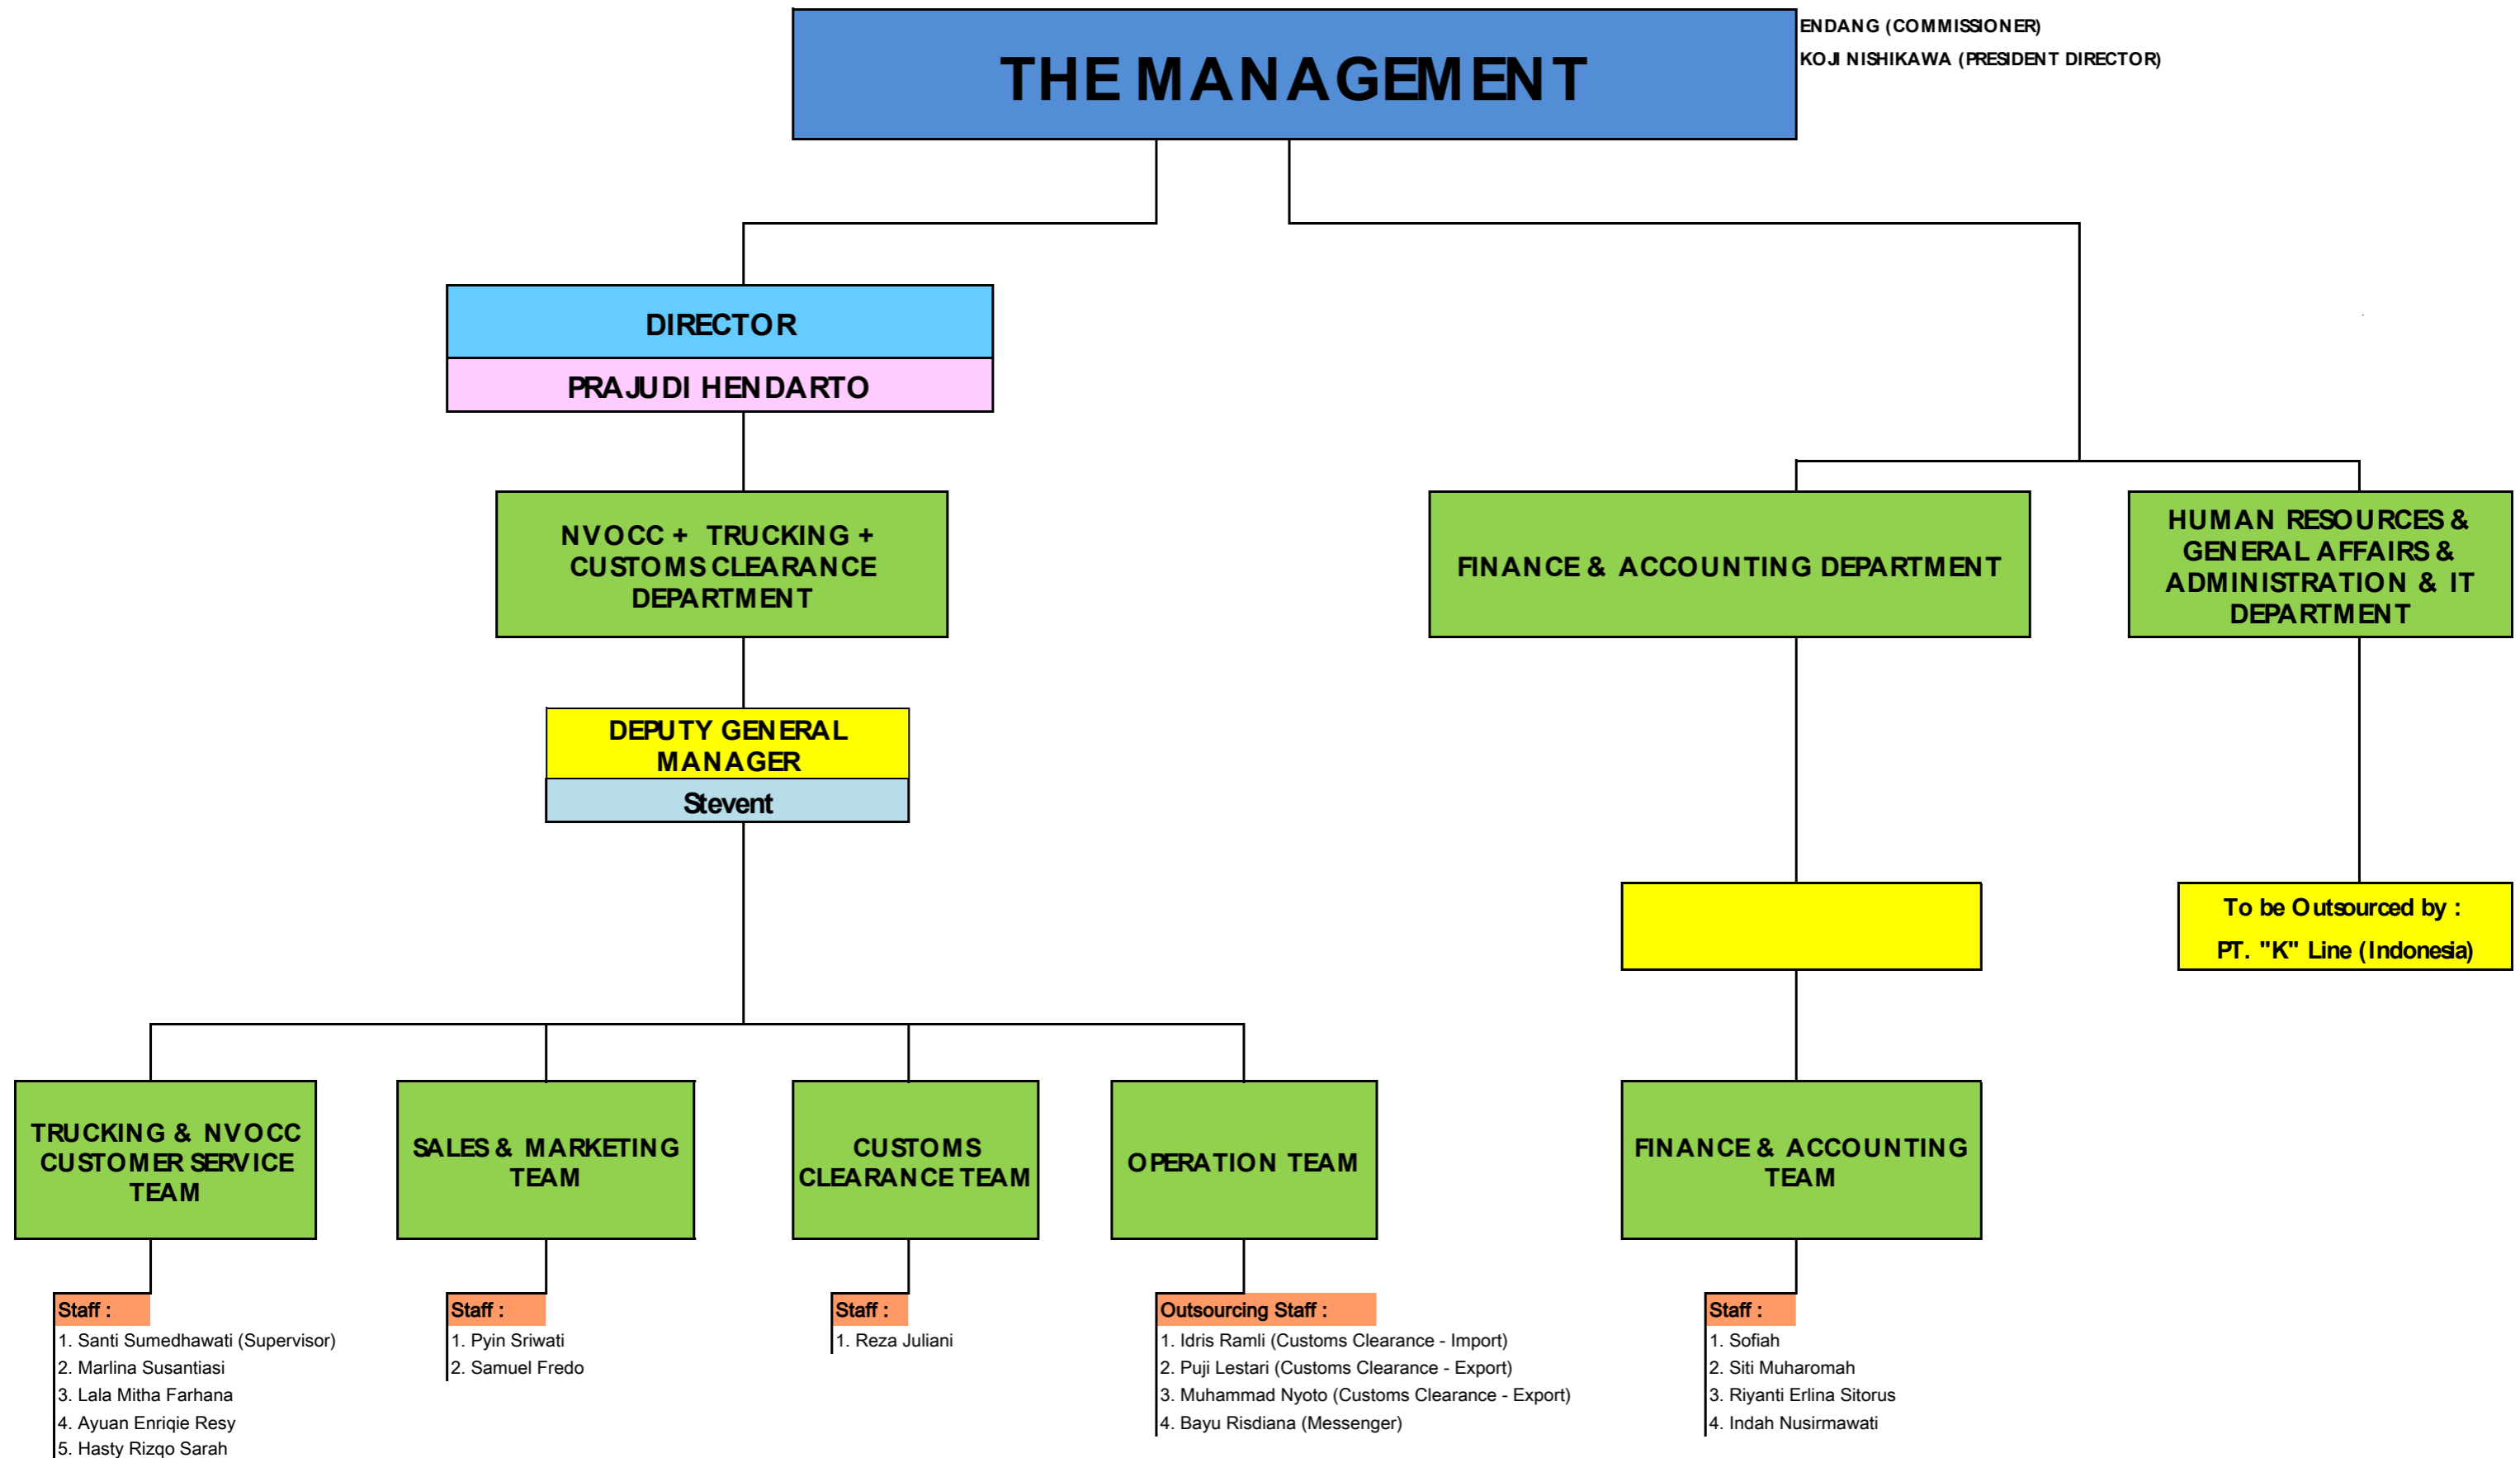 THE MANAGEMENT
ENDANG (COMMISSIONER)
KOJI NISHIKAWA (PRESIDENT DIRECTOR)
DIRECTOR
PRAJUDI HENDARTO
NVOCC + TRUCKING +
CUSTOMS CLEARANCE
DEPARTMENT
FINANCE & ACCOUNTING DEPARTMENT
HUMAN RESOURCES &
GENERAL AFFAIRS &
ADMINISTRATION & IT
DEPARTMENT
DEPUTY GENERAL
MANAGER
Stevent
To be Outsourced by :
PT. "K" Line (Indonesia)
TRUCKING & NVOCC
CUSTOMER SERVICE
TEAM
SALES & MARKETING
TEAM
CUSTOMS
CLEARANCE TEAM
OPERATION TEAM
FINANCE & ACCOUNTING
TEAM
Staff :
1. Santi Sumedhawati (Supervisor)
2. Marlina Susantiasi
3. Lala Mitha Farhana
4. Ayuan Enriqie Resy
5. Hasty Rizqo Sarah
Staff :
1. Pyin Sriwati
2. Samuel Fredo
Staff :
1. Reza Juliani
Outsourcing Staff :
1. Idris Ramli (Customs Clearance - Import)
2. Puji Lestari (Customs Clearance - Export)
3. Muhammad Nyoto (Customs Clearance - Export)
4. Bayu Risdiana (Messenger)
Staff :
1. Sofiah
2. Siti Muharomah
3. Riyanti Erlina Sitorus
4. Indah Nusirmawati